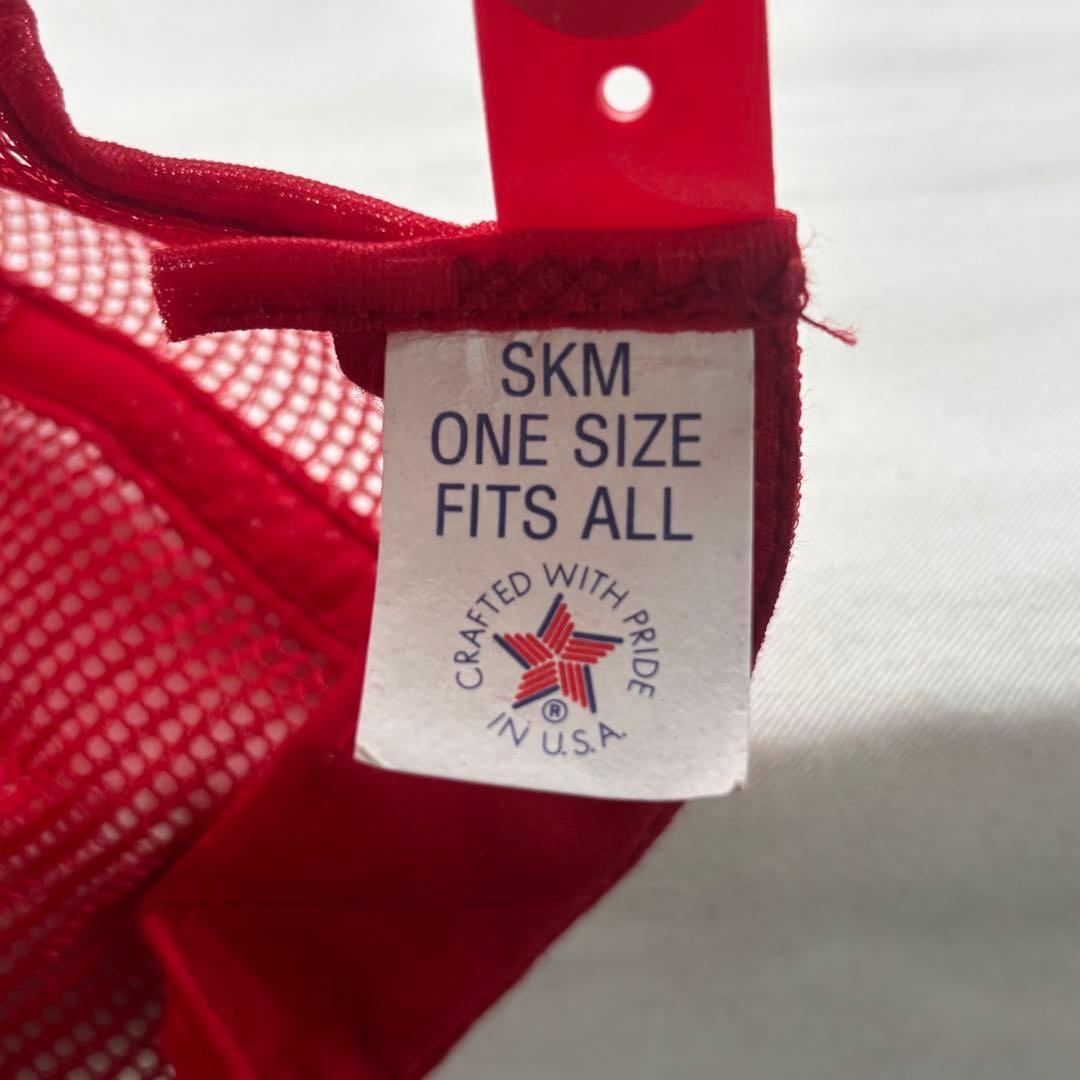 SKM
ONE SIZE
FITS ALL
CRAFTED WITH PRIDE
®
IN U.S.A.